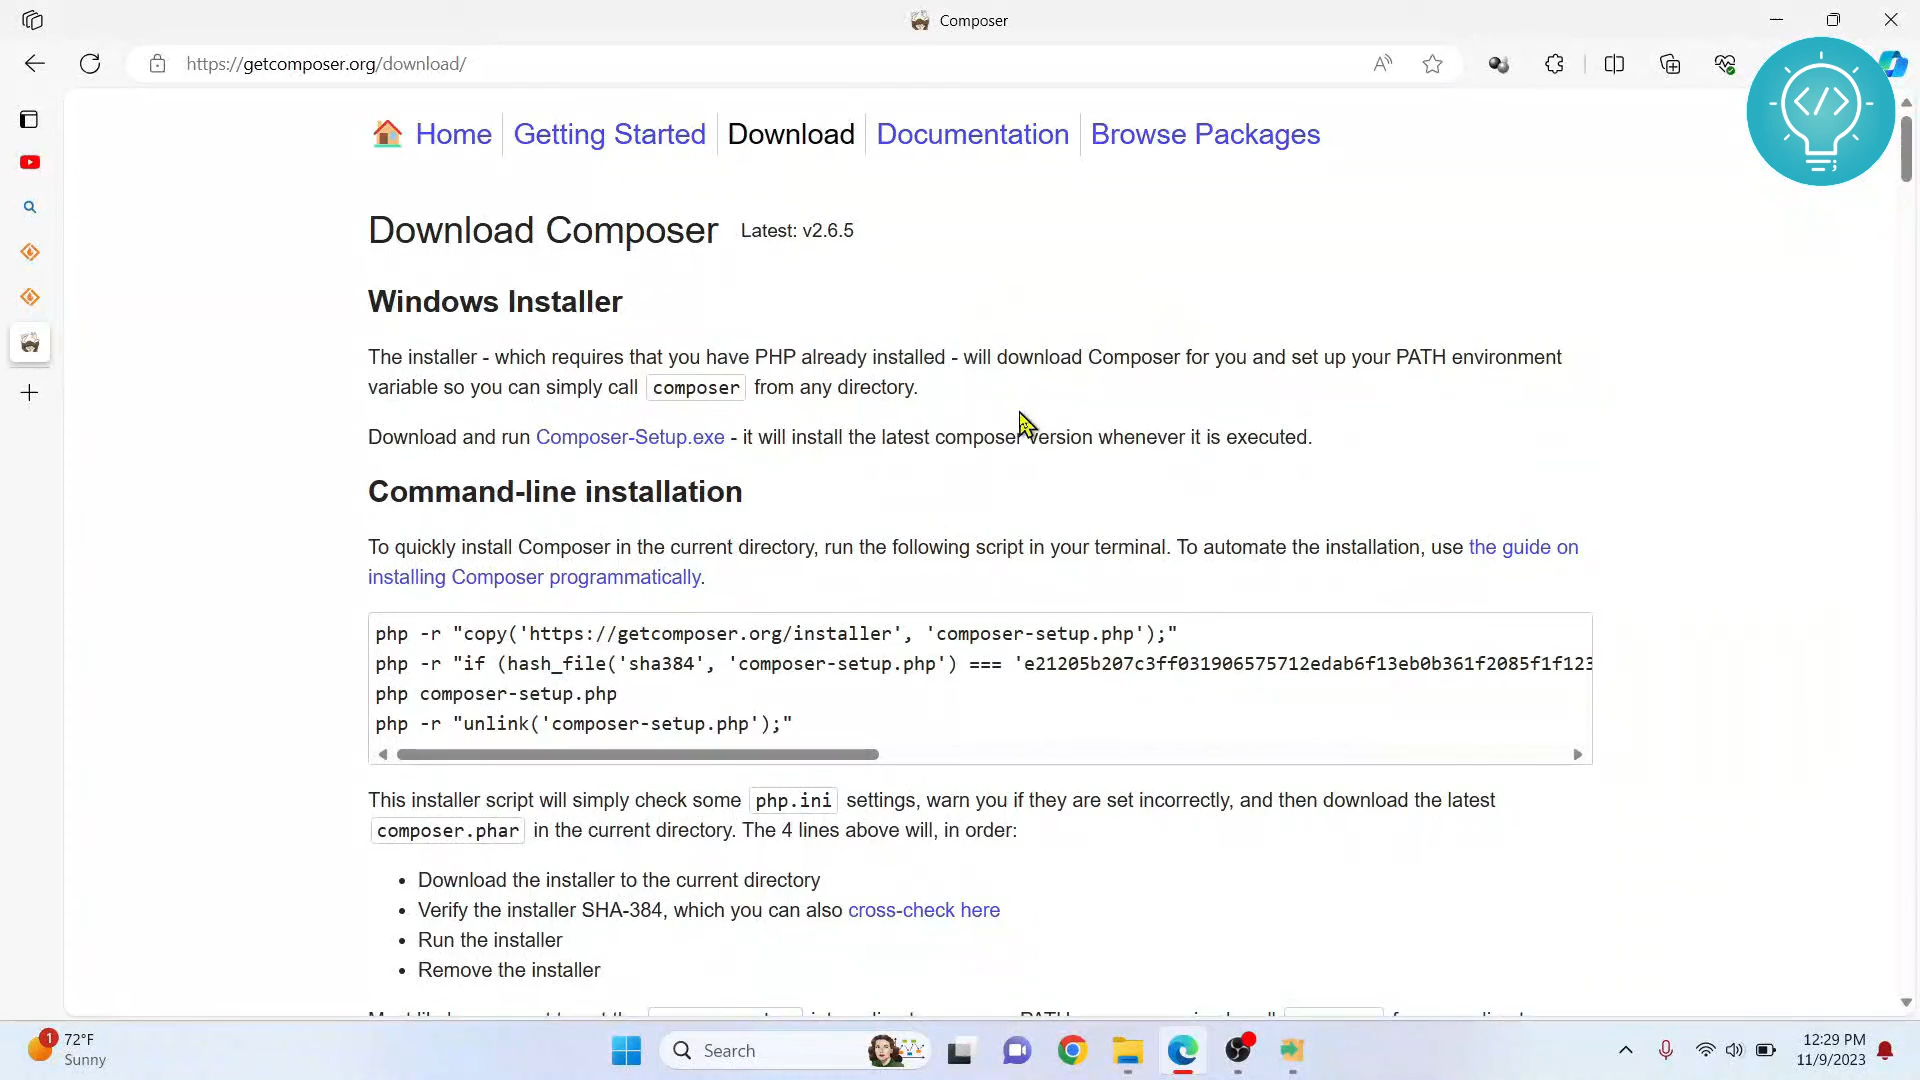 Composer
https://getcomposer.org/download/
Home
Getting Started
Download
Documentation
Browse Packages
</>
Download Composer
Latest: v2.6.5
Windows Installer
The installer - which requires that you have PHP already installed - will download Composer for you and set up your PATH environment
variable so you can simply call composer from any directory.
Download and run Composer-Setup.exe - it will install the latest composer version whenever it is executed.
Command-line installation
To quickly install Composer in the current directory, run the following script in your terminal. To automate the installation, use the guide on
installing Composer programmatically.
php -r "copy('https://getcomposer.org/installer', 'composer-setup.php');"
php -r "if (hash_file('sha384', 'composer-setup.php') === 'e21205b207c3ff031906575712edab6f13eb0b361f2085f1f123
php composer-setup.php
php -r "unlink('composer-setup.php');"
This installer script will simply check some php.ini settings, warn you if they are set incorrectly, and then download the latest
composer.phar in the current directory. The 4 lines above will, in order:
• Download the installer to the current directory
• Verify the installer SHA-384, which you can also cross-check here
• Run the installer
• Remove the installer
1
72°F
Sunny
Search
12:29 PM
11/9/2023